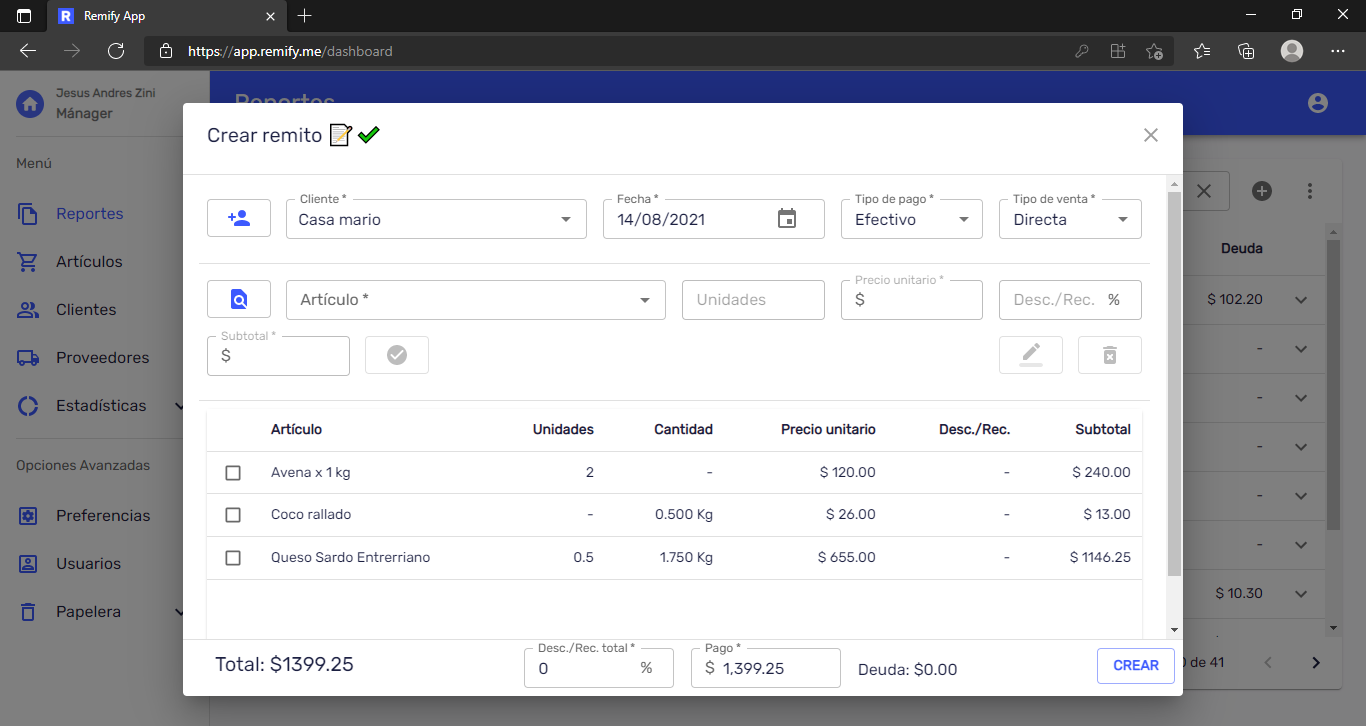 Remify App
https://app.remify.me/dashboard
Jesus Andres Zini
Mánager
Reportes
Menú
Reportes
Artículos
Clientes
Proveedores
Estadísticas
Opciones Avanzadas
Preferencias
Usuarios
Papelera
Crear remito
Cliente *
Casa mario
Fecha *
14/08/2021
Tipo de pago *
Efectivo
Tipo de venta *
Directa
Artículo *
Unidades
Precio unitario *
$
Desc./Rec. %
Subtotal *
$
Artículo Unidades Cantidad Precio unitario Desc./Rec. Subtotal
Avena x 1 kg 2 - $ 120.00 - $ 240.00
Coco rallado - 0.500 Kg $ 26.00 - $ 13.00
Queso Sardo Entrerriano 0.5 1.750 Kg $ 655.00 - $ 1146.25
Total: $1399.25
Desc./Rec. total *
0 %
Pago *
$ 1,399.25
Deuda: $0.00
CREAR
Deuda
$ 102.20
-
-
-
-
-
$ 10.30
de 41